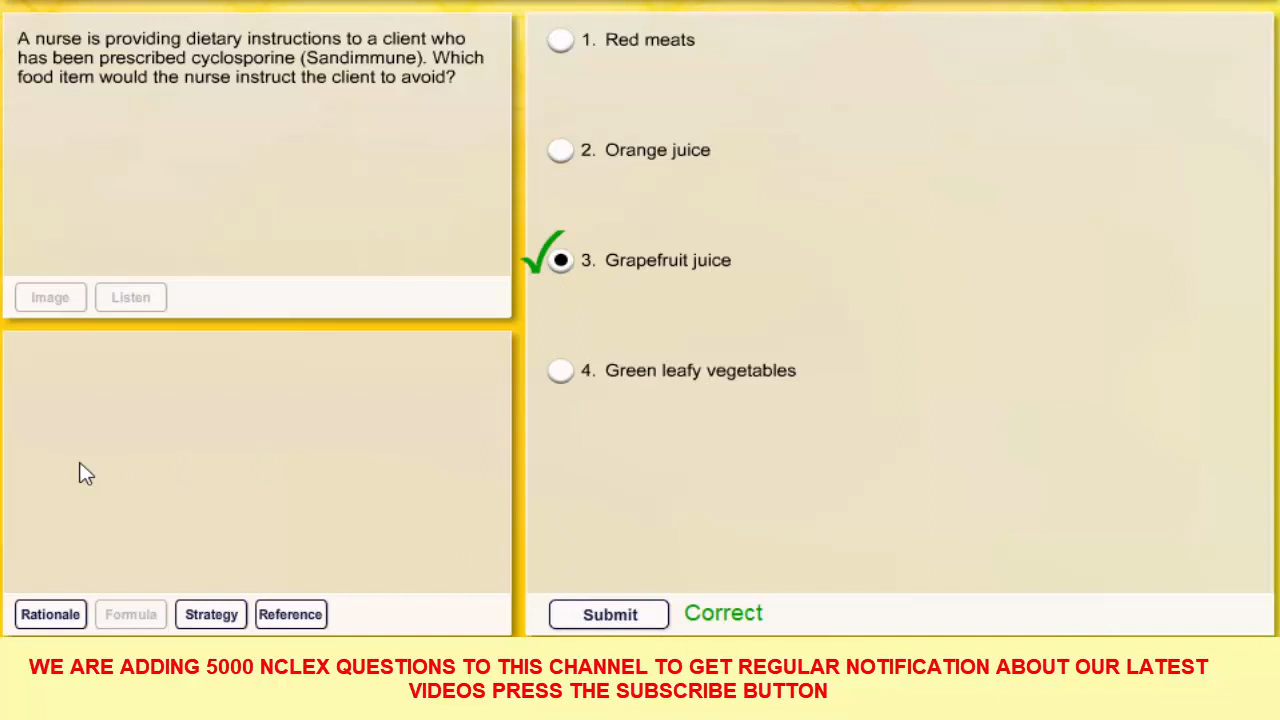 A nurse is providing dietary instructions to a client who
has been prescribed cyclosporine (Sandimmune). Which
food item would the nurse instruct the client to avoid?
Image
Listen
1. Red meats
2. Orange juice
3. Grapefruit juice
4. Green leafy vegetables
Rationale
Formula
Strategy
Reference
Submit
Correct
WE ARE ADDING 5000 NCLEX QUESTIONS TO THIS CHANNEL TO GET REGULAR NOTIFICATION ABOUT OUR LATEST
VIDEOS PRESS THE SUBSCRIBE BUTTON